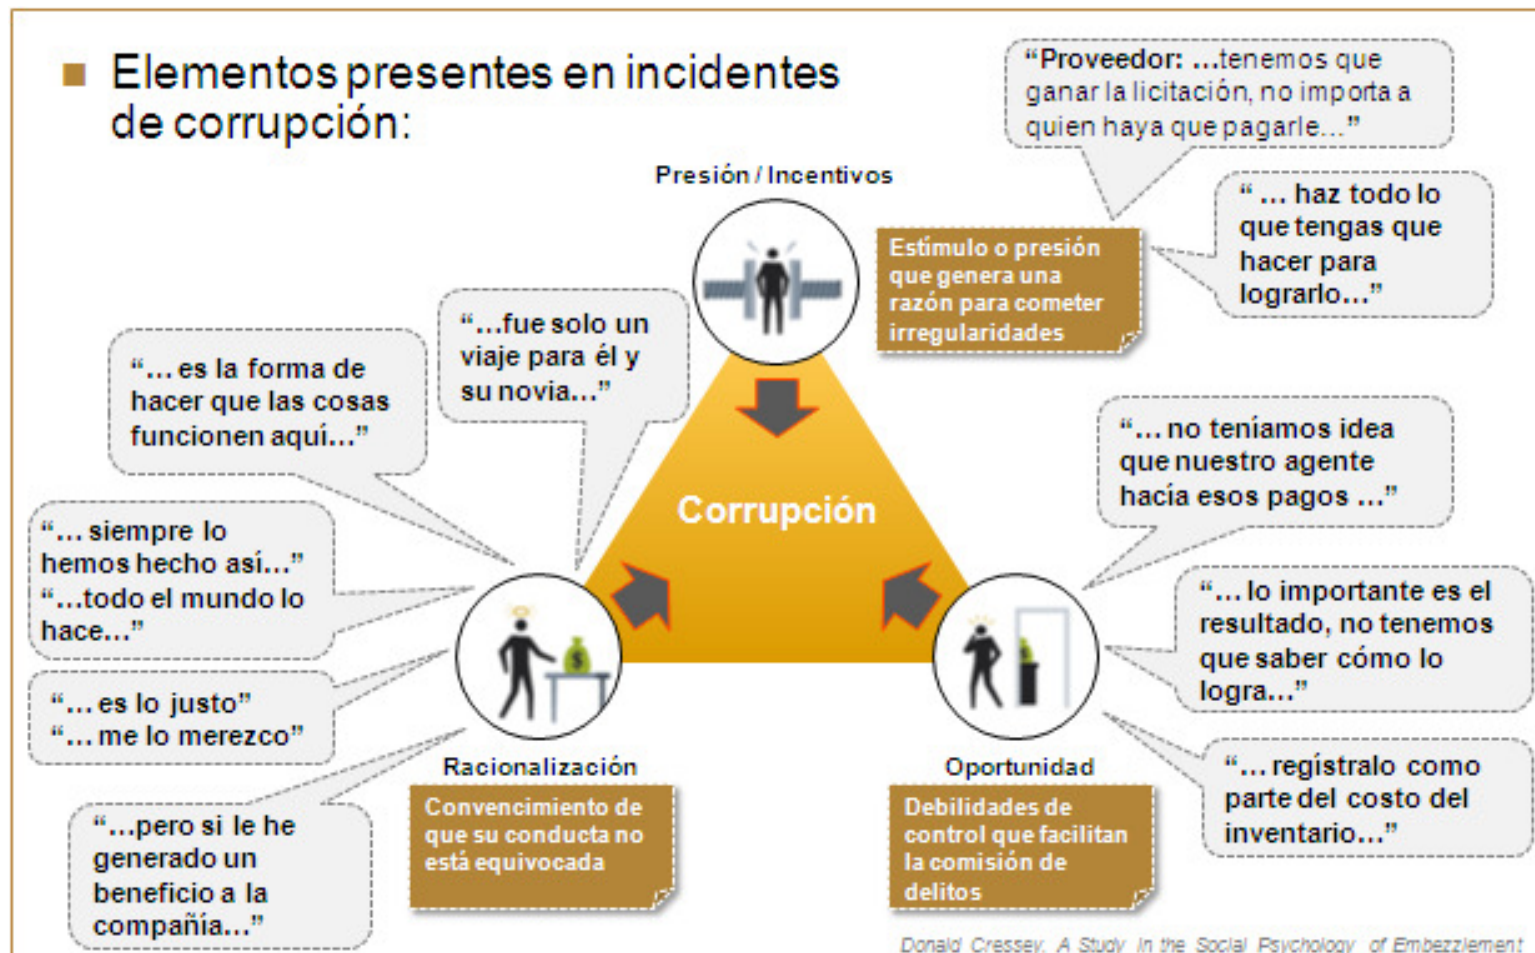 ■ Elementos presentes en incidentes
de corrupción:
“Proveedor: ...tenemos que
ganar la licitación, no importa a
quien haya que pagarle...”
Presión / Incentivos
“ ... haz todo lo
que tengas que
hacer para
lograrlo...”
Estímulo o presión
que genera una
razón para cometer
irregularidades
“...fue solo un
viaje para él y
su novia...”
“... es la forma de
hacer que las cosas
funcionen aquí...”
“... no teníamos idea
que nuestro agente
hacía esos pagos ...”
Corrupción
“... siempre lo
hemos hecho así...”
“...todo el mundo lo
hace...”
“... lo importante es el
resultado, no tenemos
que saber cómo lo
logra...”
“... es lo justo”
“... me lo merezco”
$
$
Racionalización
Convencimiento de
que su conducta no
está equivocada
Oportunidad
Debilidades de
control que facilitan
la comisión de
delitos
“... regístralo como
parte del costo del
inventario...”
“...pero si le he
generado un
beneficio a la
compañía...”
Donald Cressey. A Study in the Social Psychology of Embezzlement